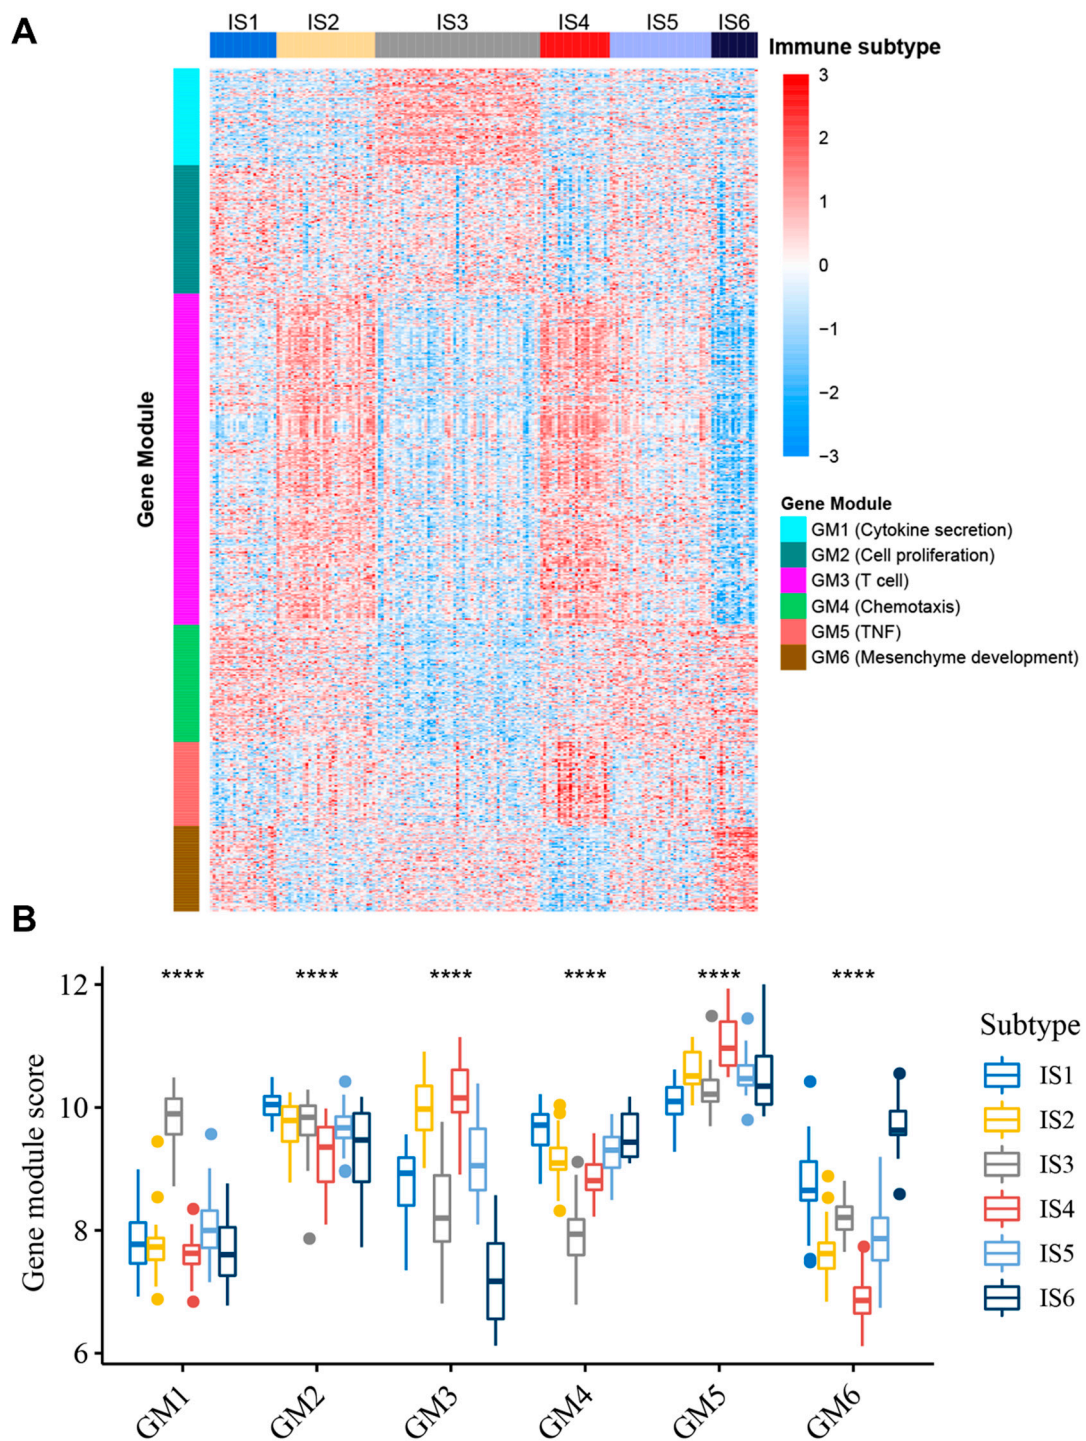 A
IS1 IS2 IS3 IS4 IS5 IS6
Immune subtype
3
2
1
0
−1
−2
−3
Gene Module
Gene Module
GM1 (Cytokine secretion)
GM2 (Cell proliferation)
GM3 (T cell)
GM4 (Chemotaxis)
GM5 (TNF)
GM6 (Mesenchyme development)
B
**** **** **** **** **** ****
12
10
8
6
Gene module score
GM1 GM2 GM3 GM4 GM5 GM6
Subtype
IS1
IS2
IS3
IS4
IS5
IS6